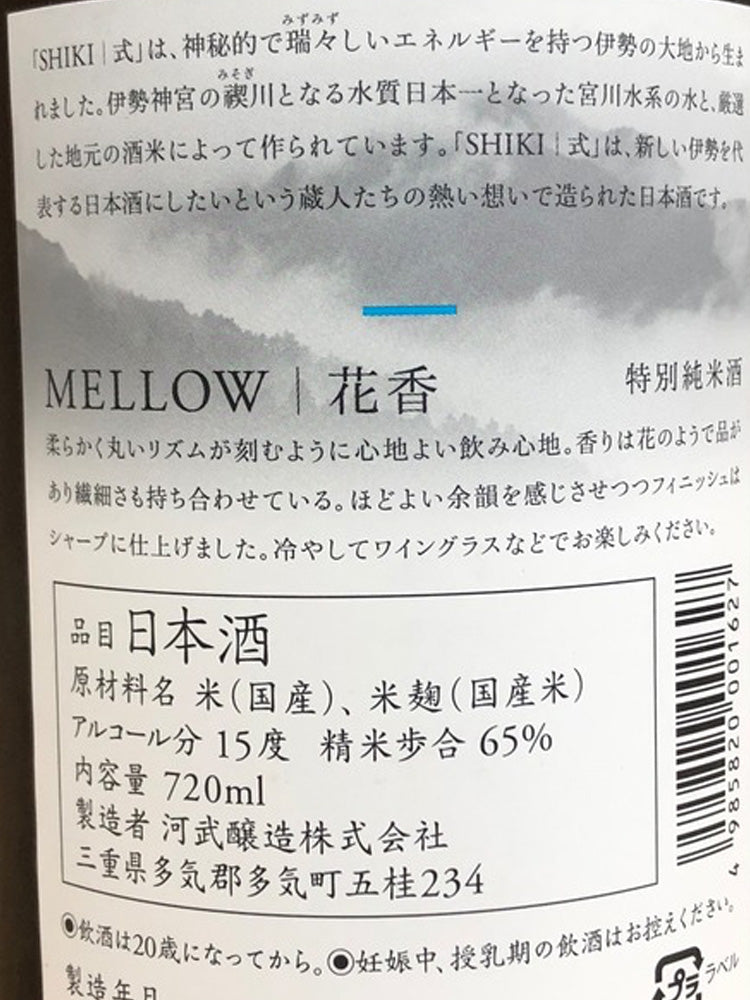 みずみず
「SHIKI｜式」は、神秘的で瑞々しいエネルギーを持つ伊勢の大地から生ま
みそぎ
れました。伊勢神宮の禊川となる水質日本一となった宮川水系の水と、厳選
した地元の酒米によって作られています。「SHIKI｜式」は、新しい伊勢を代
表する日本酒にしたいという蔵人たちの熱い想いで造られた日本酒です。
MELLOW｜花香 特別純米酒
柔らかく丸いリズムが刻むように心地よい飲み心地。香りは花のようで品が
あり繊細さも持ち合わせている。ほどよい余韻を感じさせつつフィニッシュは
シャープに仕上げました。冷やしてワイングラスなどでお楽しみください。
品目 日本酒
原材料名 米(国産)、米麹(国産米)
アルコール分 15度 精米歩合 65%
内容量 720ml
製造者 河武醸造株式会社
三重県多気郡多気町五桂234
4985820001627
◉飲酒は20歳になってから。◉妊娠中、授乳期の飲酒はお控えください。
製造年月
プラ ラベル